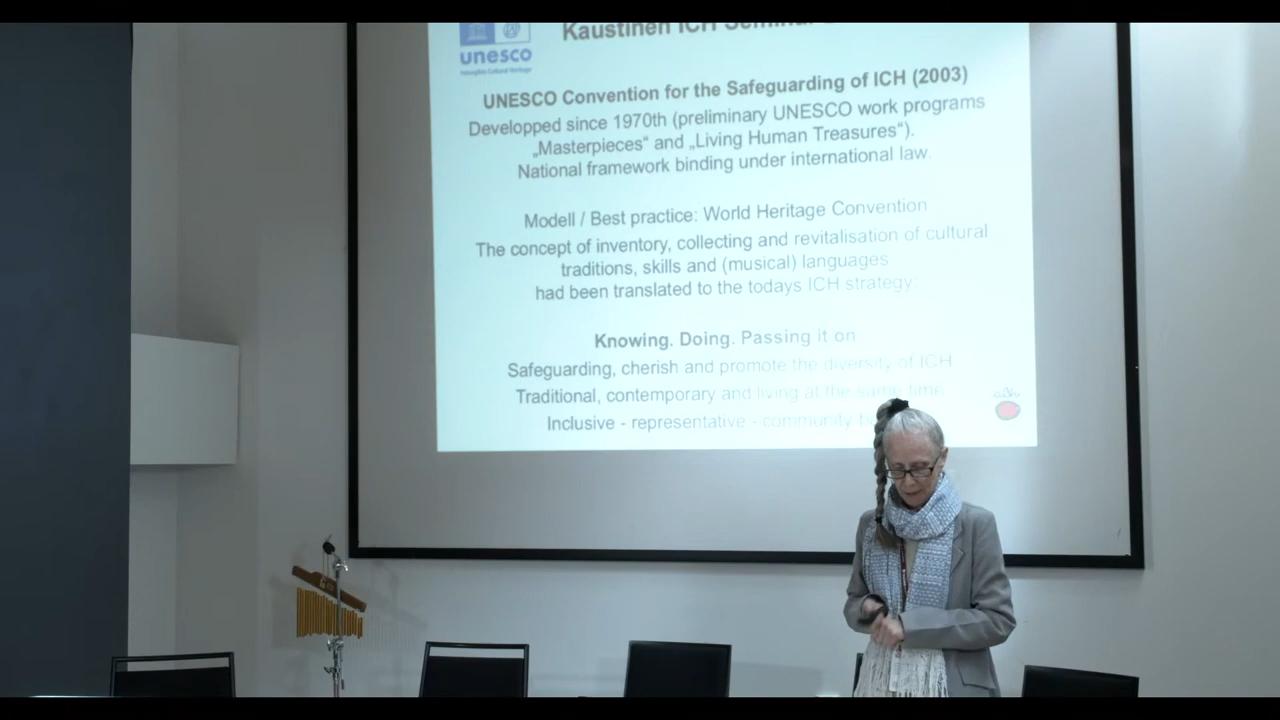 Kaustinen ICH Seminar
unesco
Intangible Cultural Heritage
UNESCO Convention for the Safeguarding of ICH (2003)
Developped since 1970th (preliminary UNESCO work programs
„Masterpieces“ and „Living Human Treasures“).
National framework binding under international law.
Modell / Best practice: World Heritage Convention
The concept of inventory, collecting and revitalisation of cultural
traditions, skills and (musical) languages
had been translated to the todays ICH strategy:
Knowing. Doing. Passing it on
Safeguarding, cherish and promote the diversity of ICH
Traditional, contemporary and living at the same time
Inclusive - representative - community